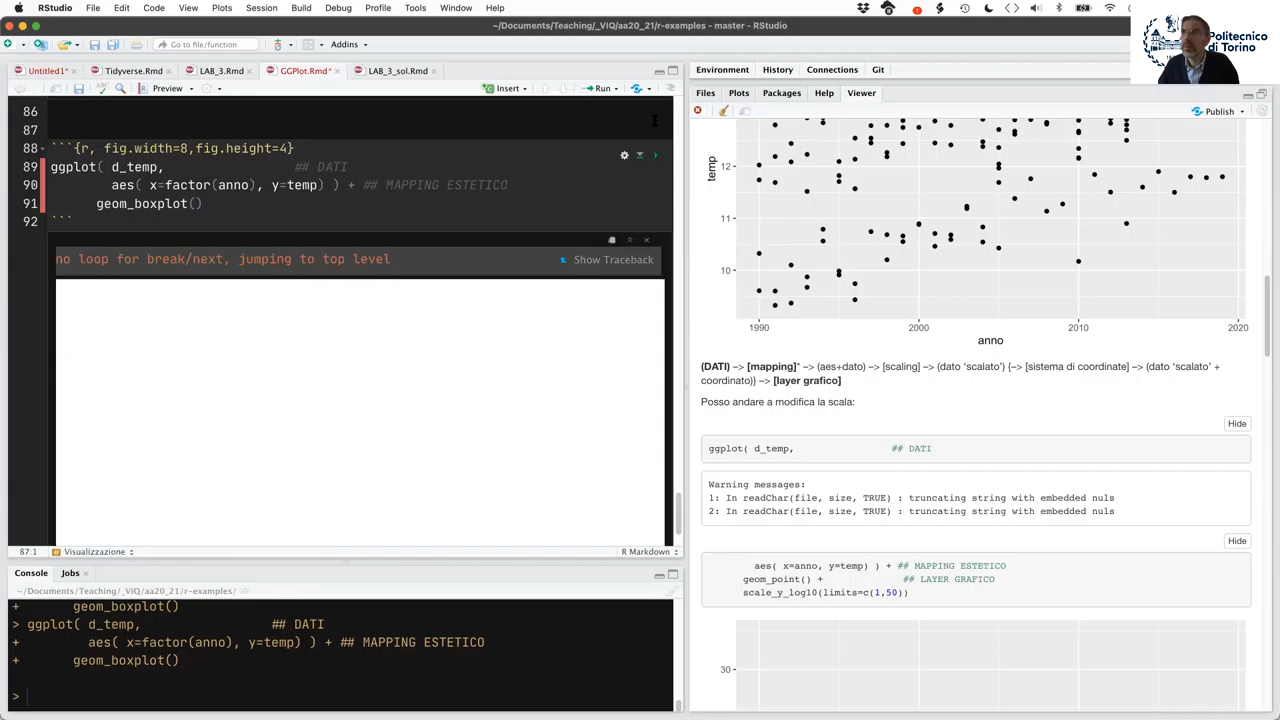 RStudio File Edit Code View Plots Session Build Debug Profile Tools Window Help
~/Documents/Teaching/_VIQ/aa20_21/r-examples - master - RStudio
Politecnico
di Torino
Go to file/function Addins
Untitled1* Tidyverse.Rmd LAB_3.Rmd GGPlot.Rmd* LAB_3_sol.Rmd
Preview Insert Run
86
87
88 ```{r, fig.width=8,fig.height=4}
89 ggplot( d_temp, ## DATI
90 aes( x=factor(anno), y=temp) ) + ## MAPPING ESTETICO
91 geom_boxplot()
92 ```
no loop for break/next, jumping to top level Show Traceback
87:1 Visualizzazione R Markdown
Console Jobs
~/Documents/Teaching/_VIQ/aa20_21/r-examples/
+ geom_boxplot()
> ggplot( d_temp, ## DATI
+ aes( x=factor(anno), y=temp) ) + ## MAPPING ESTETICO
+ geom_boxplot()
>
Environment History Connections Git
Files Plots Packages Help Viewer
Publish
temp
12
11
10
1990 2000 2010 2020
anno
(DATI) –> [mapping]* –> (aes+dato) –> [scaling] –> (dato ‘scalato’) {–> [sistema di coordinate] –> (dato ‘scalato’ +
coordinato)} –> [layer grafico]
Posso andare a modifica la scala:
Hide
ggplot( d_temp, ## DATI
Warning messages:
1: In readChar(file, size, TRUE) : truncating string with embedded nuls
2: In readChar(file, size, TRUE) : truncating string with embedded nuls
Hide
aes( x=anno, y=temp) ) + ## MAPPING ESTETICO
geom_point() + ## LAYER GRAFICO
scale_y_log10(limits=c(1,50))
30